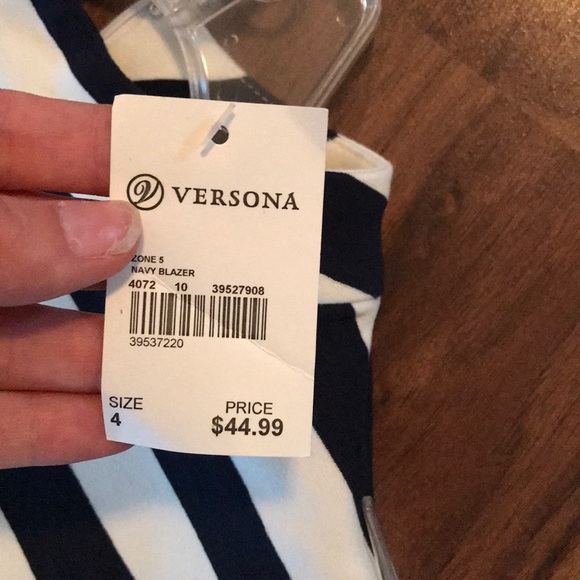 VERSONA
ZONE 5
NAVY BLAZER
4072 10 39527908
39537220
SIZE PRICE
4 $44.99